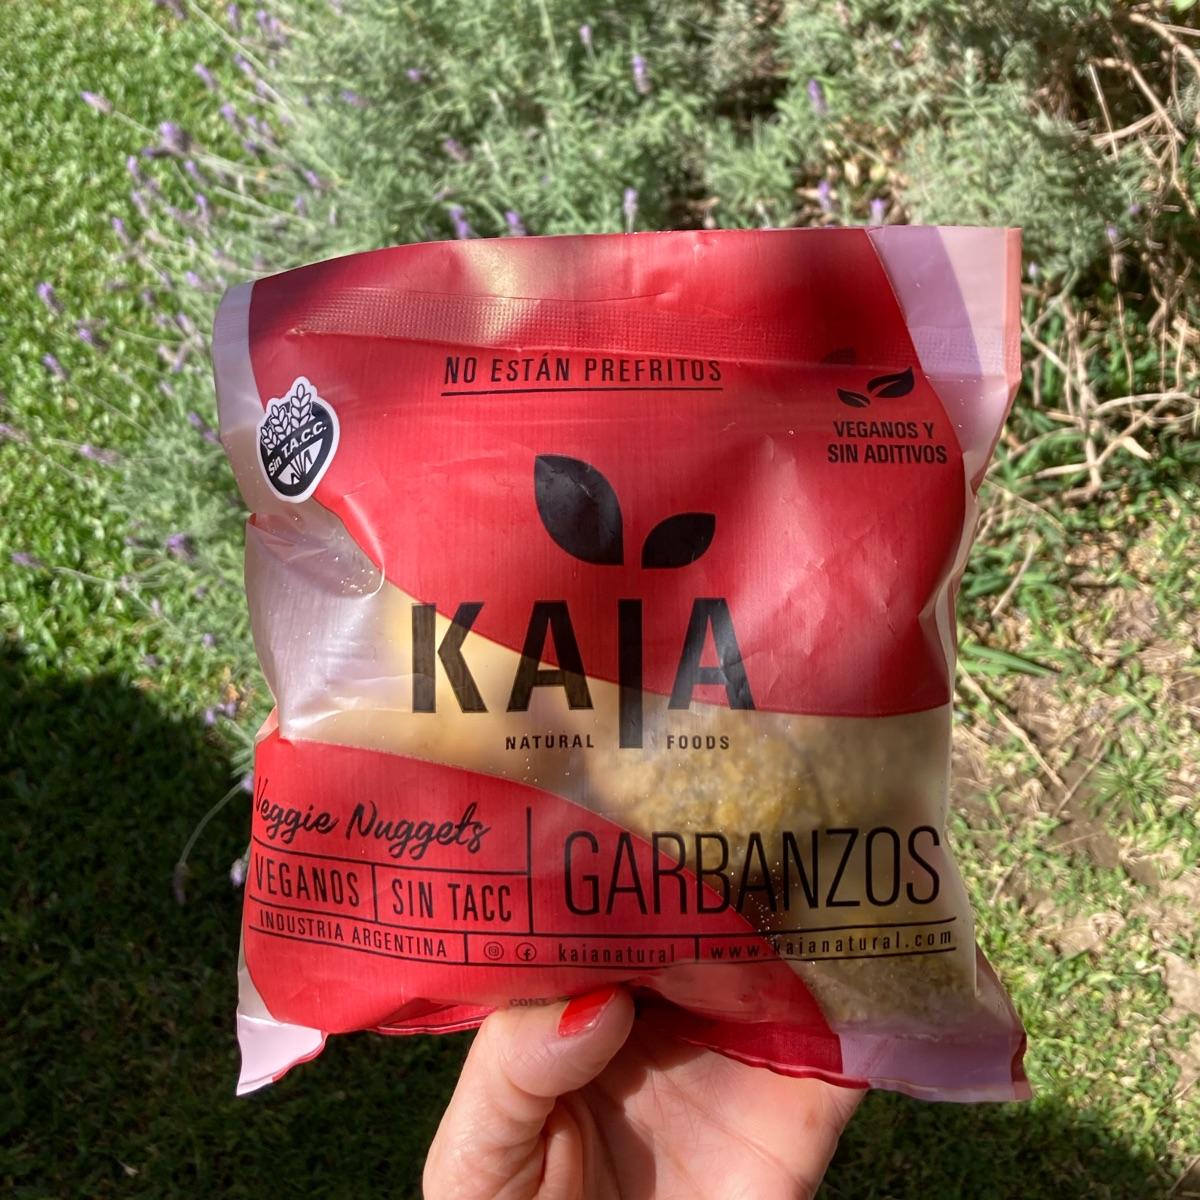 NO ESTÁN PREFRITOS
Sin T.A.C.C.
VEGANOS Y
SIN ADITIVOS
KAIA
NATURAL FOODS
Veggie Nuggets
VEGANOS SIN TACC
GARBANZOS
INDUSTRIA ARGENTINA kaianatural www.kaianatural.com
CONT